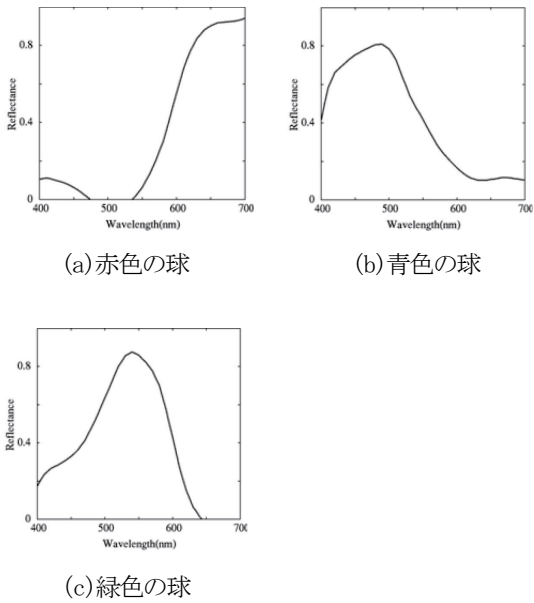 0.8
0.4
0
Reflectance
400 500 600 700
Wavelength(nm)
(a)赤色の球
0.8
0.4
0
Reflectance
400 500 600 700
Wavelength(nm)
(b)青色の球
0.8
0.4
0
Reflectance
400 500 600 700
Wavelength(nm)
(c)緑色の球